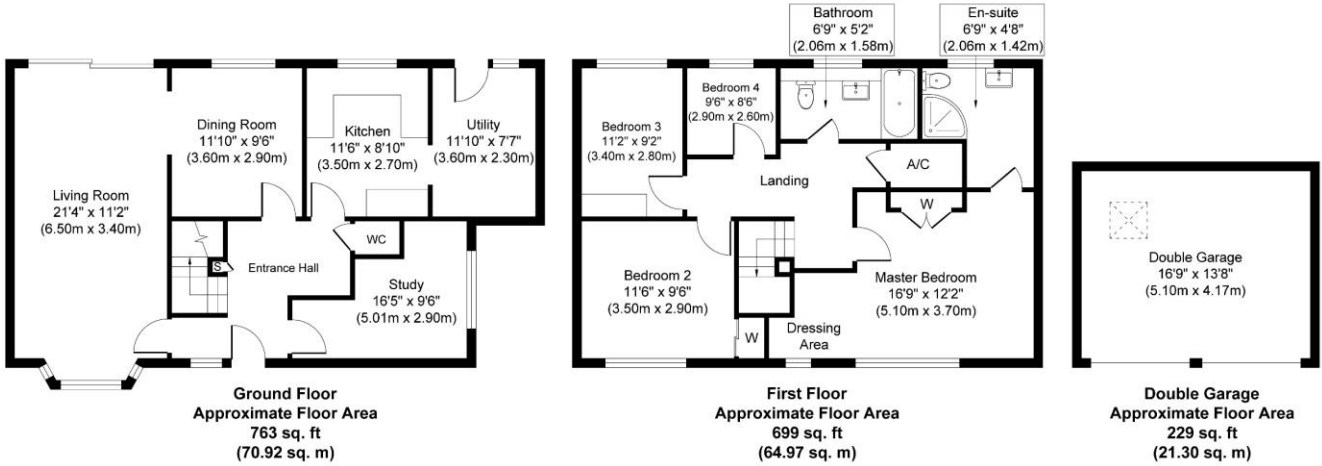 Living Room
21'4" x 11'2"
(6.50m x 3.40m)
Dining Room
11'10" x 9'6"
(3.60m x 2.90m)
Kitchen
11'6" x 8'10"
(3.50m x 2.70m)
Utility
11'10" x 7'7"
(3.60m x 2.30m)
WC
S
Entrance Hall
Study
16'5" x 9'6"
(5.01m x 2.90m)
Ground Floor
Approximate Floor Area
763 sq. ft
(70.92 sq. m)
Bathroom
6'9" x 5'2"
(2.06m x 1.58m)
En-suite
6'9" x 4'8"
(2.06m x 1.42m)
Bedroom 3
11'2" x 9'2"
(3.40m x 2.80m)
Bedroom 4
9'6" x 8'6"
(2.90m x 2.60m)
Landing
A/C
W
Bedroom 2
11'6" x 9'6"
(3.50m x 2.90m)
Master Bedroom
16'9" x 12'2"
(5.10m x 3.70m)
W
Dressing
Area
First Floor
Approximate Floor Area
699 sq. ft
(64.97 sq. m)
Double Garage
16'9" x 13'8"
(5.10m x 4.17m)
Double Garage
Approximate Floor Area
229 sq. ft
(21.30 sq. m)